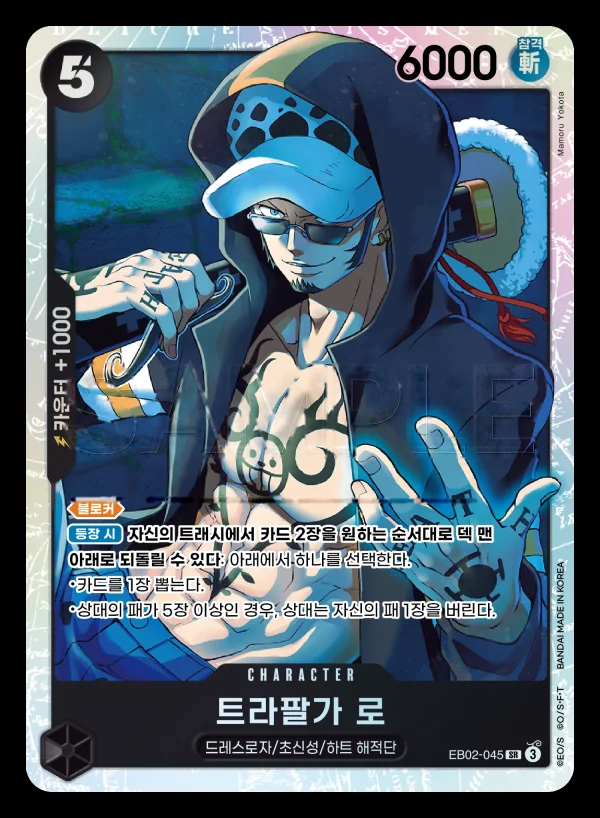 5
6000
참격
斬
Mamoru Yokota
카운터 +1000
SAMPLE
블로커
등장 시 자신의 트래시에서 카드 2장을 원하는 순서대로 덱 맨
아래로 되돌릴 수 있다: 아래에서 하나를 선택한다.
•카드를 1장 뽑는다.
•상대의 패가 5장 이상인 경우, 상대는 자신의 패 1장을 버린다.
BANDAI MADE IN KOREA
©EO/S ©O/S·F·T
CHARACTER
트라팔가 로
드레스로자/초신성/하트 해적단
EB02-045 SR 3